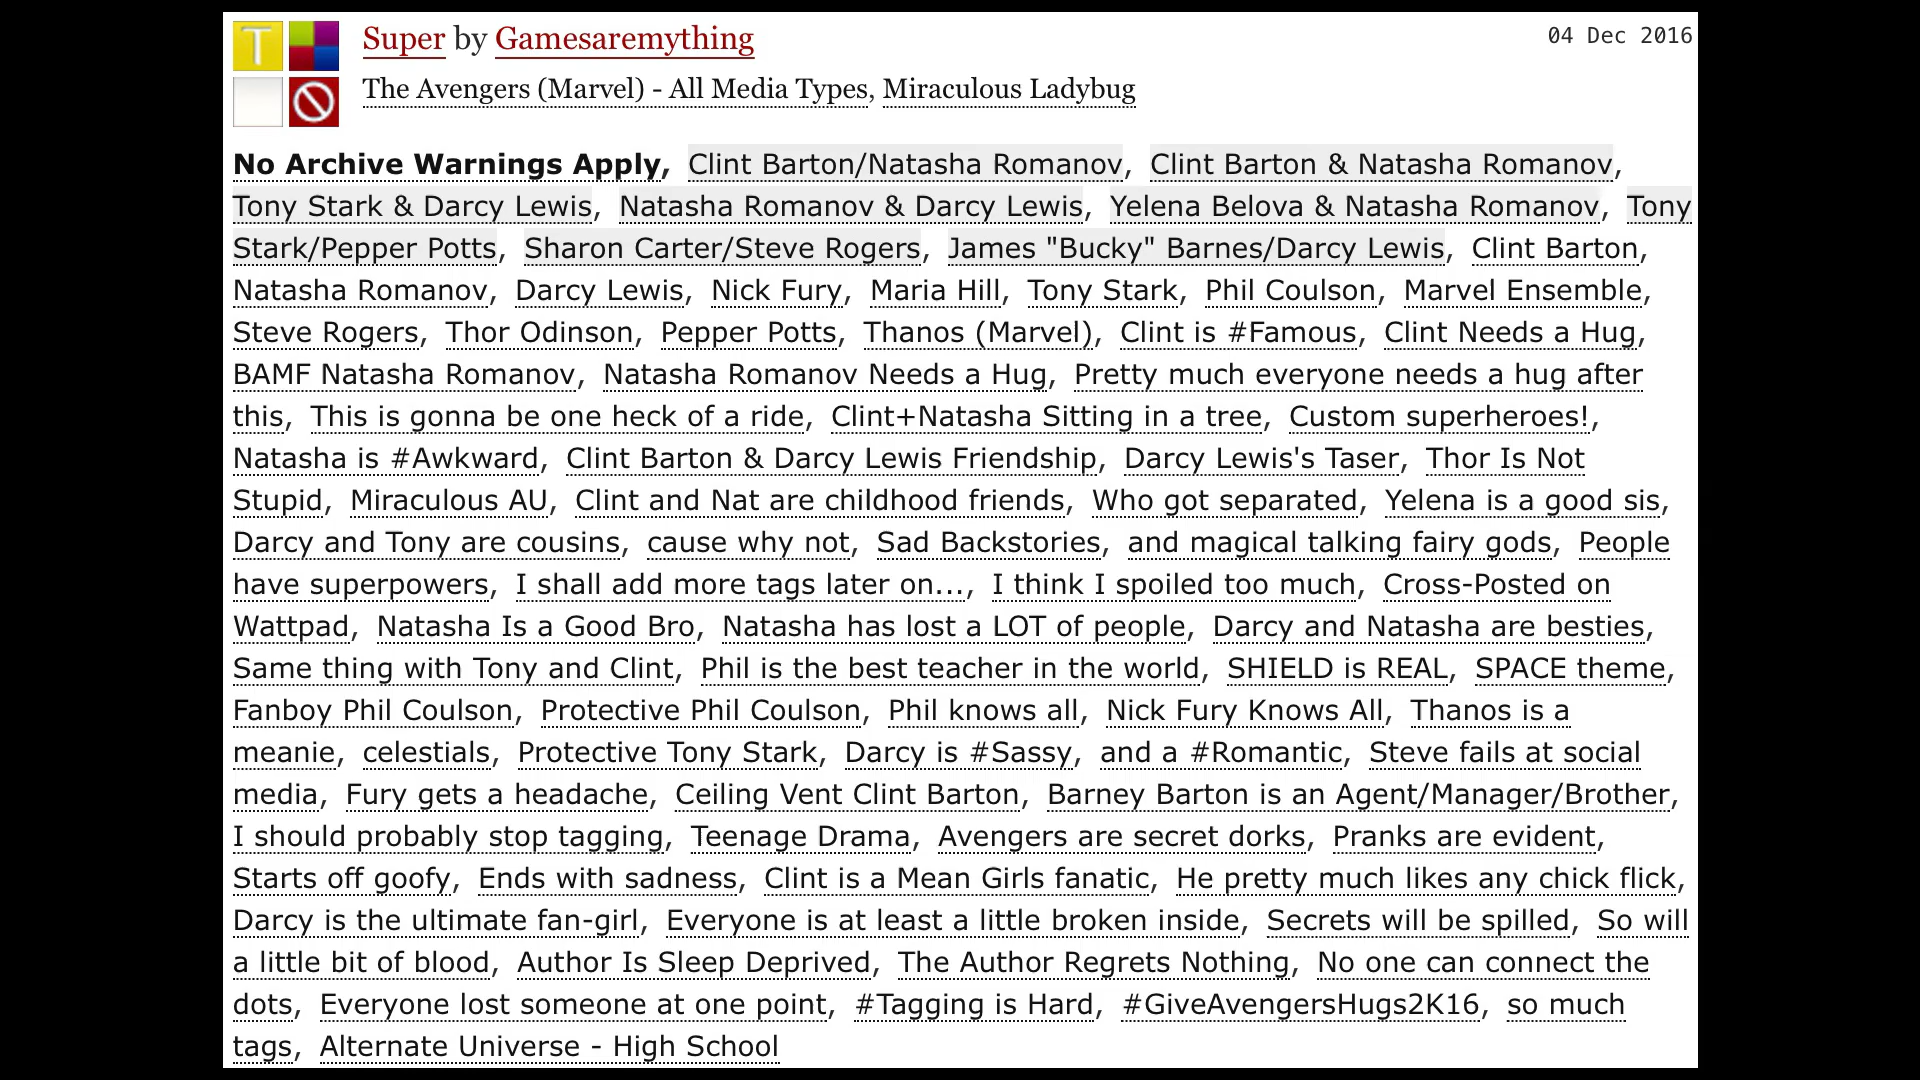 T
Super by Gamesaremything
04 Dec 2016
The Avengers (Marvel) - All Media Types, Miraculous Ladybug
No Archive Warnings Apply, Clint Barton/Natasha Romanov, Clint Barton & Natasha Romanov,
Tony Stark & Darcy Lewis, Natasha Romanov & Darcy Lewis, Yelena Belova & Natasha Romanov, Tony
Stark/Pepper Potts, Sharon Carter/Steve Rogers, James "Bucky" Barnes/Darcy Lewis, Clint Barton,
Natasha Romanov, Darcy Lewis, Nick Fury, Maria Hill, Tony Stark, Phil Coulson, Marvel Ensemble,
Steve Rogers, Thor Odinson, Pepper Potts, Thanos (Marvel), Clint is #Famous, Clint Needs a Hug,
BAMF Natasha Romanov, Natasha Romanov Needs a Hug, Pretty much everyone needs a hug after
this, This is gonna be one heck of a ride, Clint+Natasha Sitting in a tree, Custom superheroes!,
Natasha is #Awkward, Clint Barton & Darcy Lewis Friendship, Darcy Lewis's Taser, Thor Is Not
Stupid, Miraculous AU, Clint and Nat are childhood friends, Who got separated, Yelena is a good sis,
Darcy and Tony are cousins, cause why not, Sad Backstories, and magical talking fairy gods, People
have superpowers, I shall add more tags later on..., I think I spoiled too much, Cross-Posted on
Wattpad, Natasha Is a Good Bro, Natasha has lost a LOT of people, Darcy and Natasha are besties,
Same thing with Tony and Clint, Phil is the best teacher in the world, SHIELD is REAL, SPACE theme,
Fanboy Phil Coulson, Protective Phil Coulson, Phil knows all, Nick Fury Knows All, Thanos is a
meanie, celestials, Protective Tony Stark, Darcy is #Sassy, and a #Romantic, Steve fails at social
media, Fury gets a headache, Ceiling Vent Clint Barton, Barney Barton is an Agent/Manager/Brother,
I should probably stop tagging, Teenage Drama, Avengers are secret dorks, Pranks are evident,
Starts off goofy, Ends with sadness, Clint is a Mean Girls fanatic, He pretty much likes any chick flick,
Darcy is the ultimate fan-girl, Everyone is at least a little broken inside, Secrets will be spilled, So will
a little bit of blood, Author Is Sleep Deprived, The Author Regrets Nothing, No one can connect the
dots, Everyone lost someone at one point, #Tagging is Hard, #GiveAvengersHugs2K16, so much
tags, Alternate Universe - High School